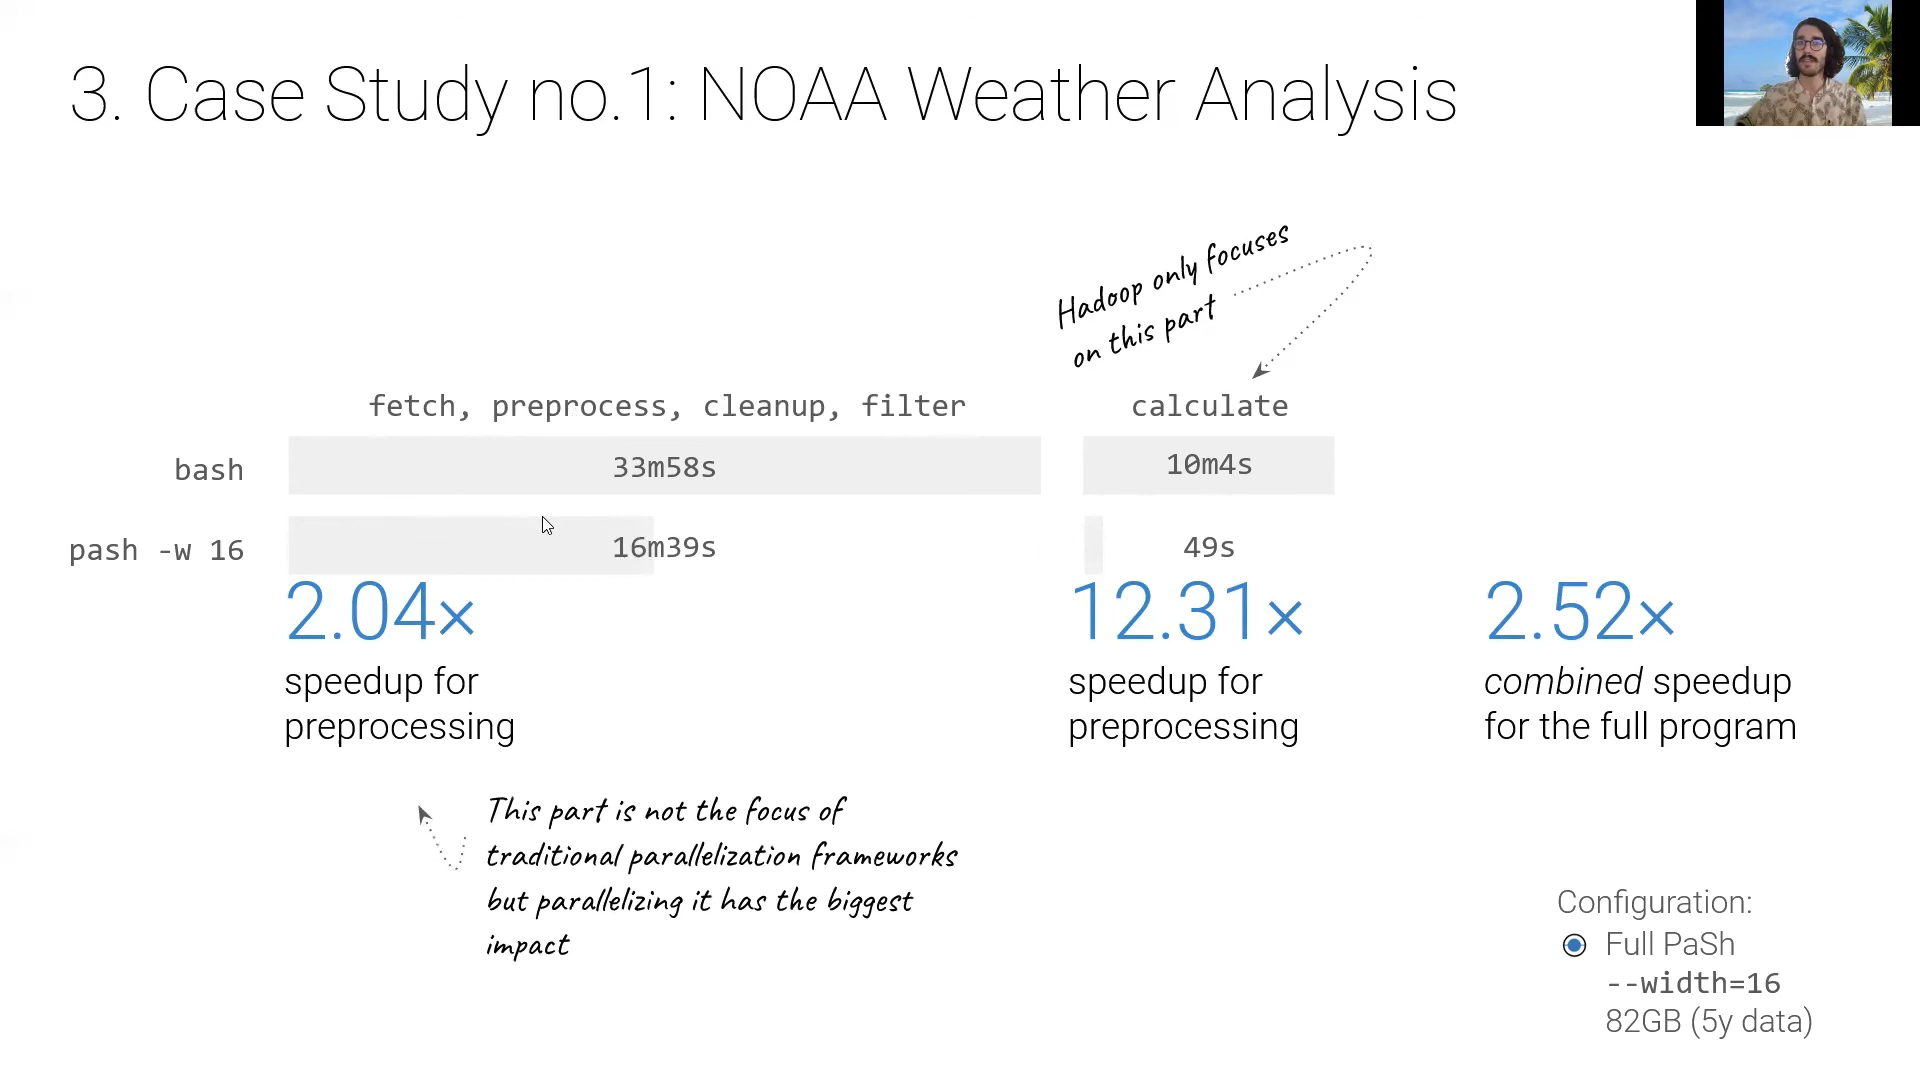 3. Case Study no.1: NOAA Weather Analysis
Hadoop only focuses
on this part
fetch, preprocess, cleanup, filter
calculate
bash
33m58s
10m4s
pash -w 16
16m39s
49s
2.04×
speedup for
preprocessing
12.31×
speedup for
preprocessing
2.52×
combined speedup
for the full program
This part is not the focus of
traditional parallelization frameworks
but parallelizing it has the biggest
impact
Configuration:
Full PaSh
--width=16
82GB (5y data)